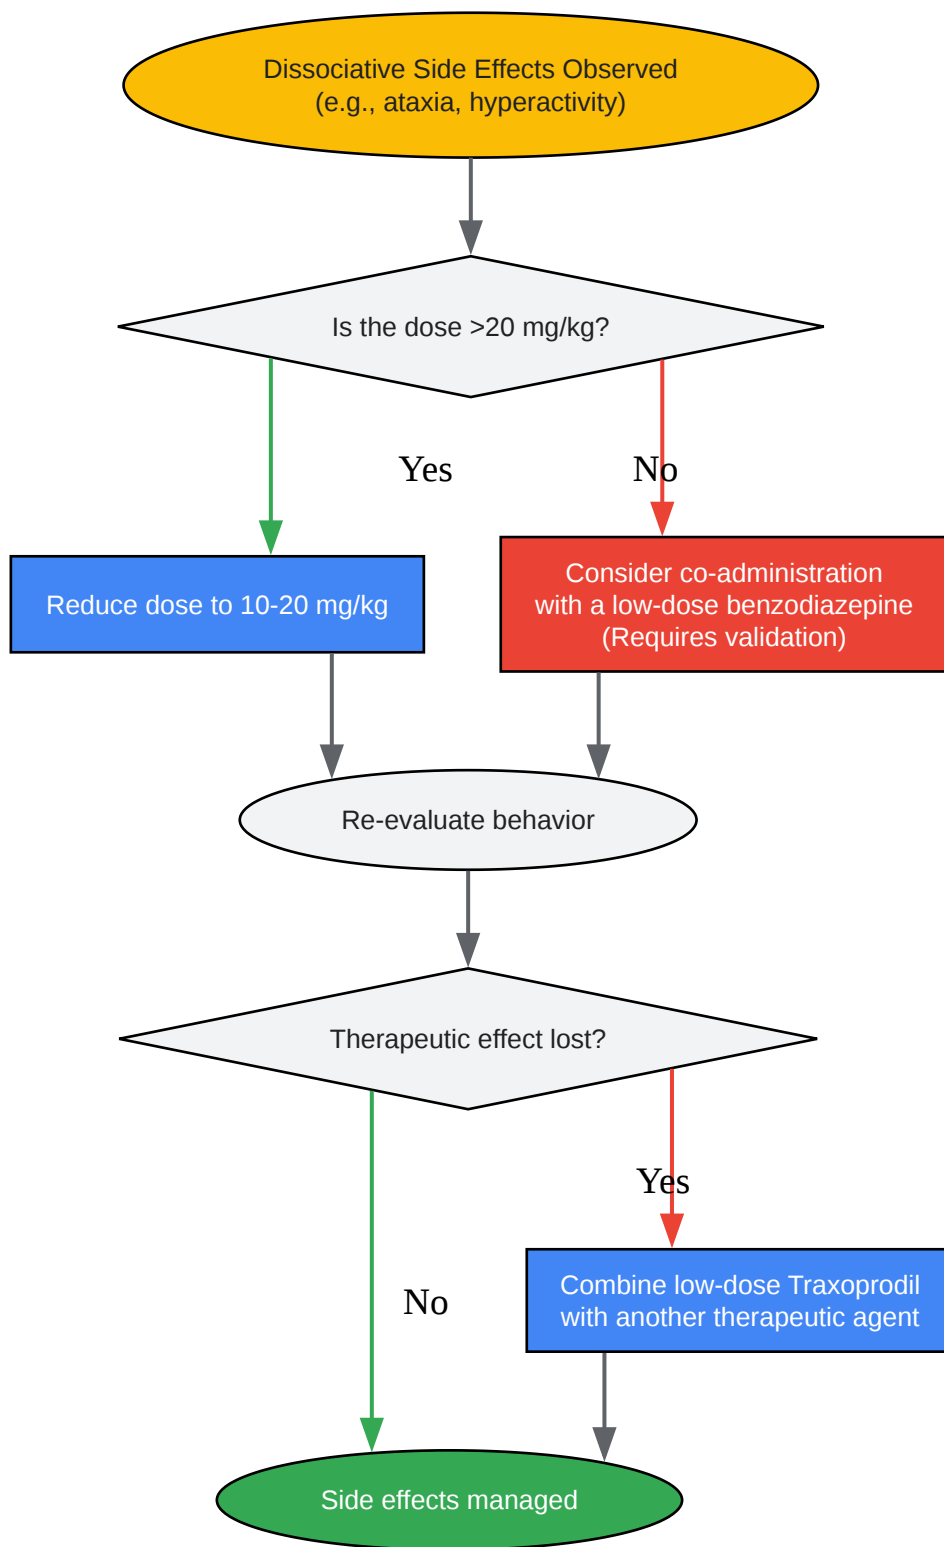 Dissociative Side Effects Observed
(e.g., ataxia, hyperactivity)
Is the dose >20 mg/kg?
Yes
No
Reduce dose to 10-20 mg/kg
Consider co-administration
with a low-dose benzodiazepine
(Requires validation)
Re-evaluate behavior
Therapeutic effect lost?
Yes
Combine low-dose Traxoprodil
with another therapeutic agent
No
Side effects managed